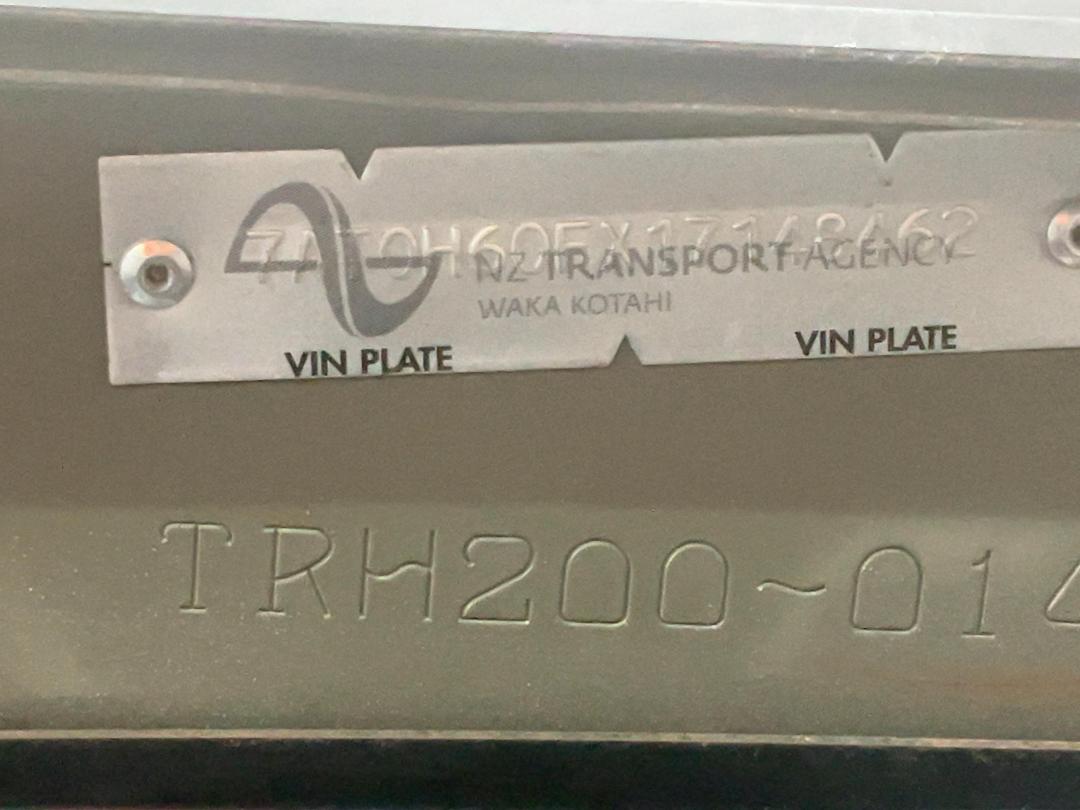 NZ TRANSPORT AGENCY
WAKA KOTAHI
VIN PLATE VIN PLATE
TRH200~014